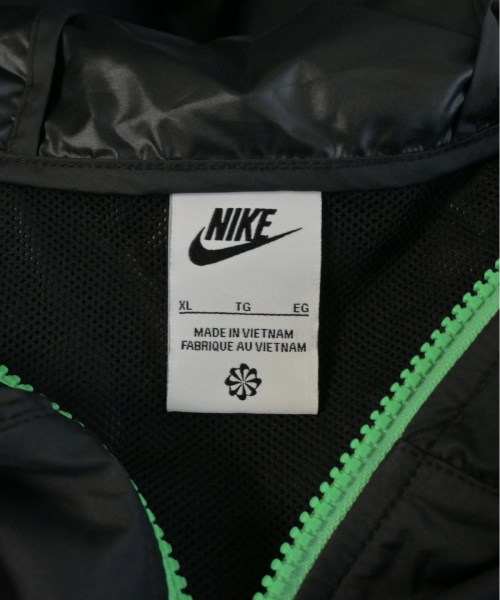 NIKE
XL TG EG
MADE IN VIETNAM
FABRIQUE AU VIETNAM